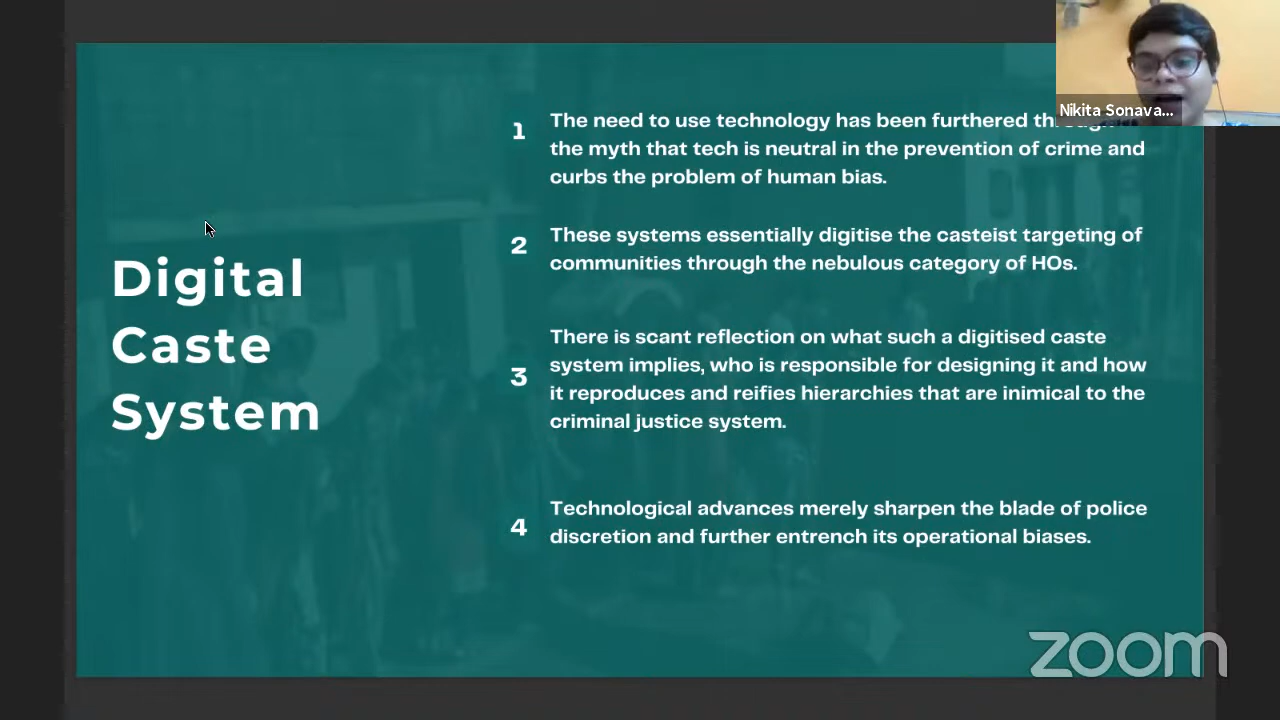 Nikita Sonava...
Digital
Caste
System
1
The need to use technology has been furthered
the myth that tech is neutral in the prevention of crime and
curbs the problem of human bias.
2
These systems essentially digitise the casteist targeting of
communities through the nebulous category of HOs.
3
There is scant reflection on what such a digitised caste
system implies, who is responsible for designing it and how
it reproduces and reifies hierarchies that are inimical to the
criminal justice system.
4
Technological advances merely sharpen the blade of police
discretion and further entrench its operational biases.
zoom